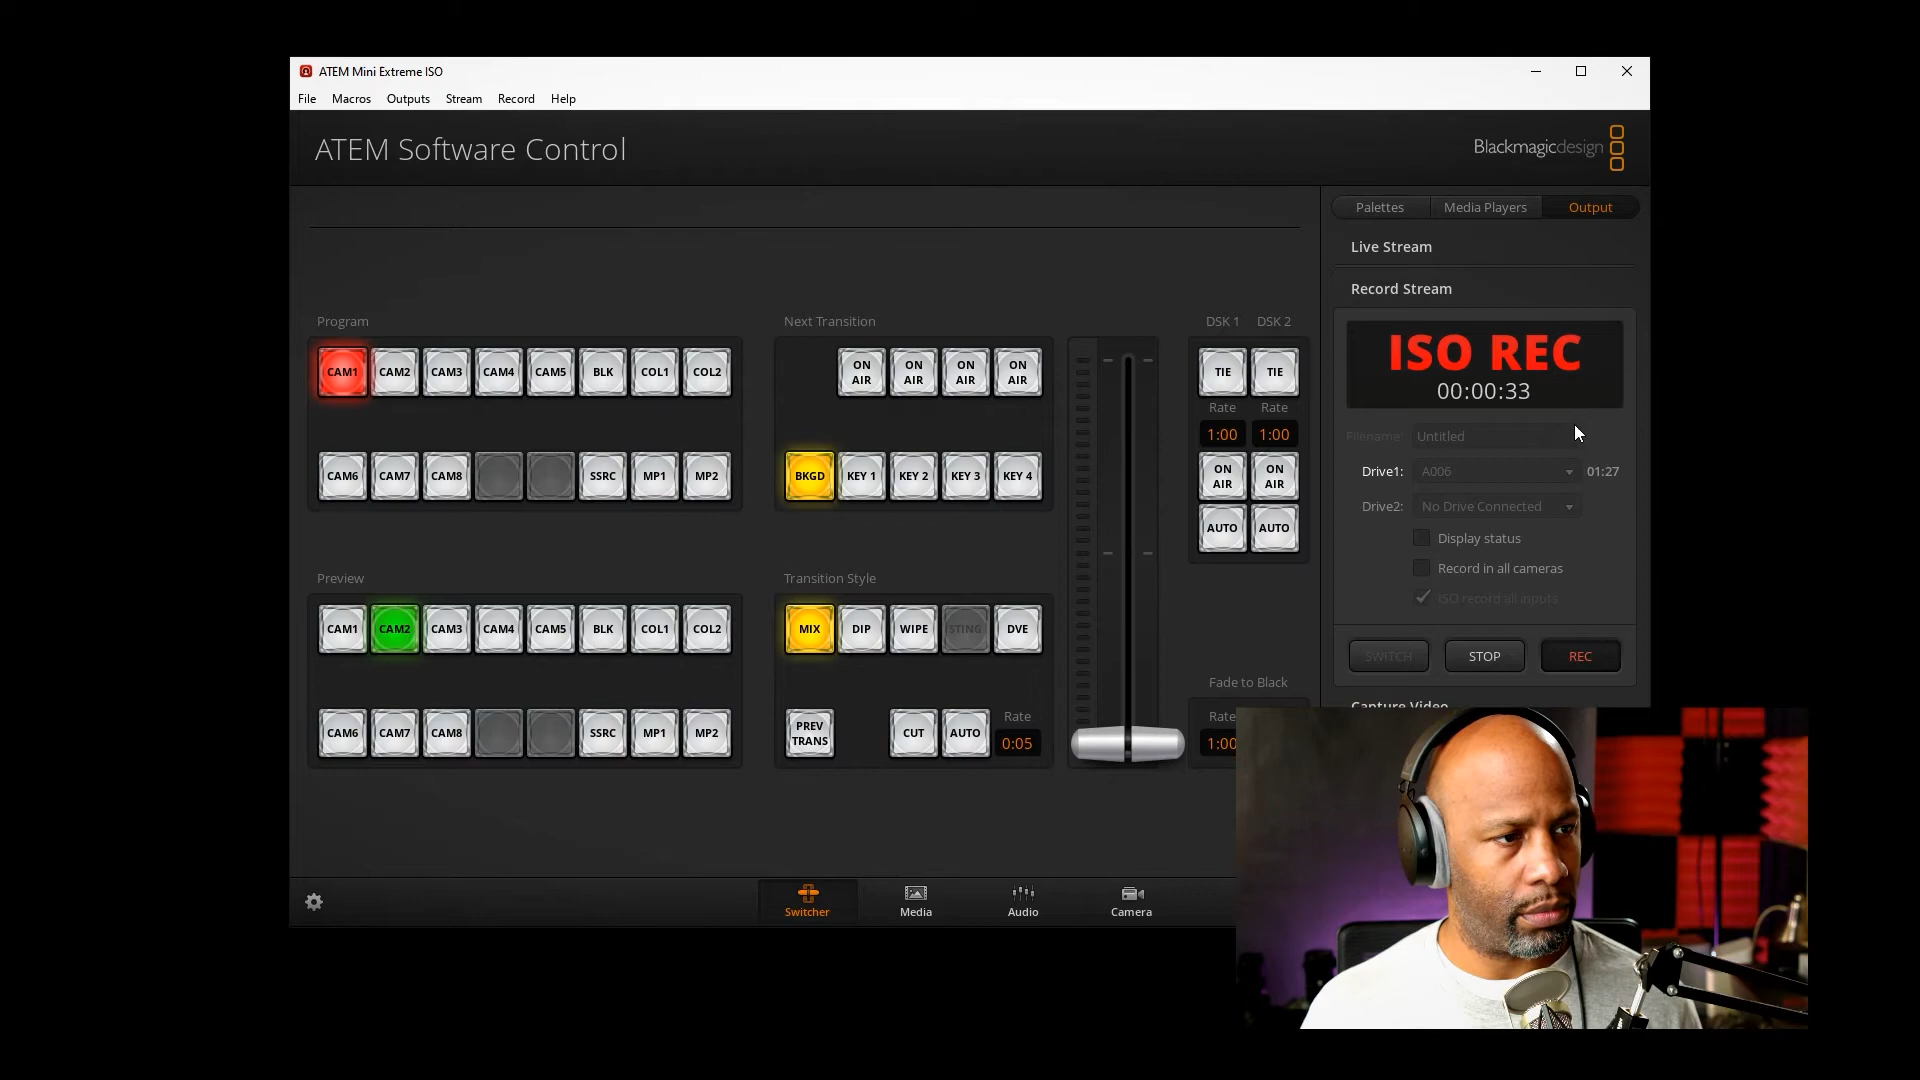 ATEM Mini Extreme ISO
File Macros Outputs Stream Record Help
ATEM Software Control
Blackmagicdesign
Palettes Media Players Output
Live Stream
Record Stream
ISO REC
00:00:33
Filename: Untitled
Drive1: A006 01:27
Drive2: No Drive Connected
Display status
Record in all cameras
ISO record all inputs
SWITCH STOP REC
Capture Video
Program
CAM1 CAM2 CAM3 CAM4 CAM5 BLK COL1 COL2
CAM6 CAM7 CAM8 SSRC MP1 MP2
Next Transition
ON AIR ON AIR ON AIR ON AIR
BKGD KEY 1 KEY 2 KEY 3 KEY 4
DSK 1 DSK 2
TIE TIE
Rate Rate
1:00 1:00
ON AIR ON AIR
AUTO AUTO
Preview
CAM1 CAM2 CAM3 CAM4 CAM5 BLK COL1 COL2
CAM6 CAM7 CAM8 SSRC MP1 MP2
Transition Style
MIX DIP WIPE STING DVE
PREV TRANS CUT AUTO
Rate
0:05
Fade to Black
Rate
1:00
Switcher Media Audio Camera